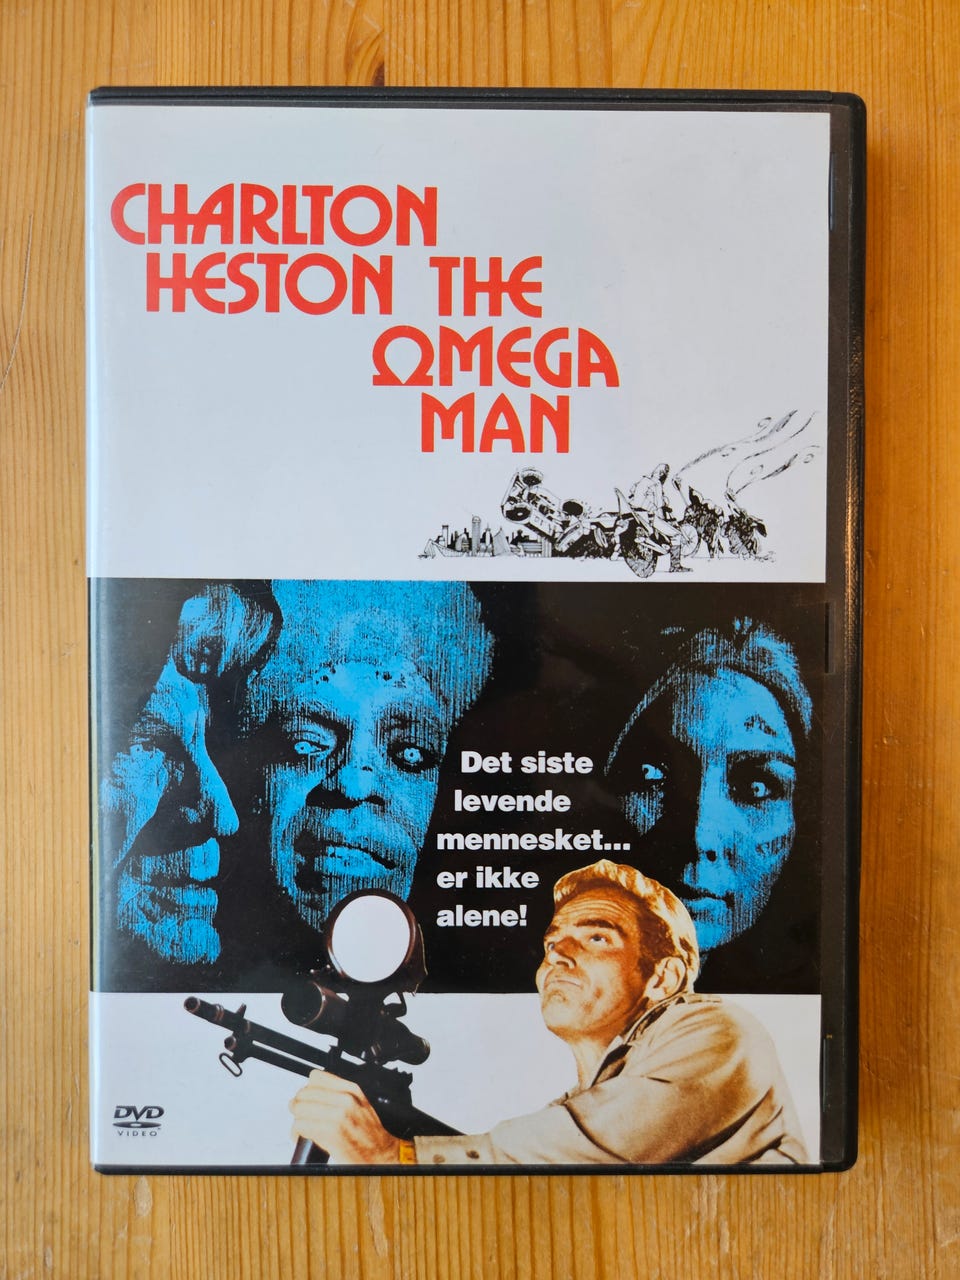 CHARLTON
HESTON THE
ΩMEGA
MAN
Det siste
levende
mennesket...
er ikke
alene!
DVD
VIDEO